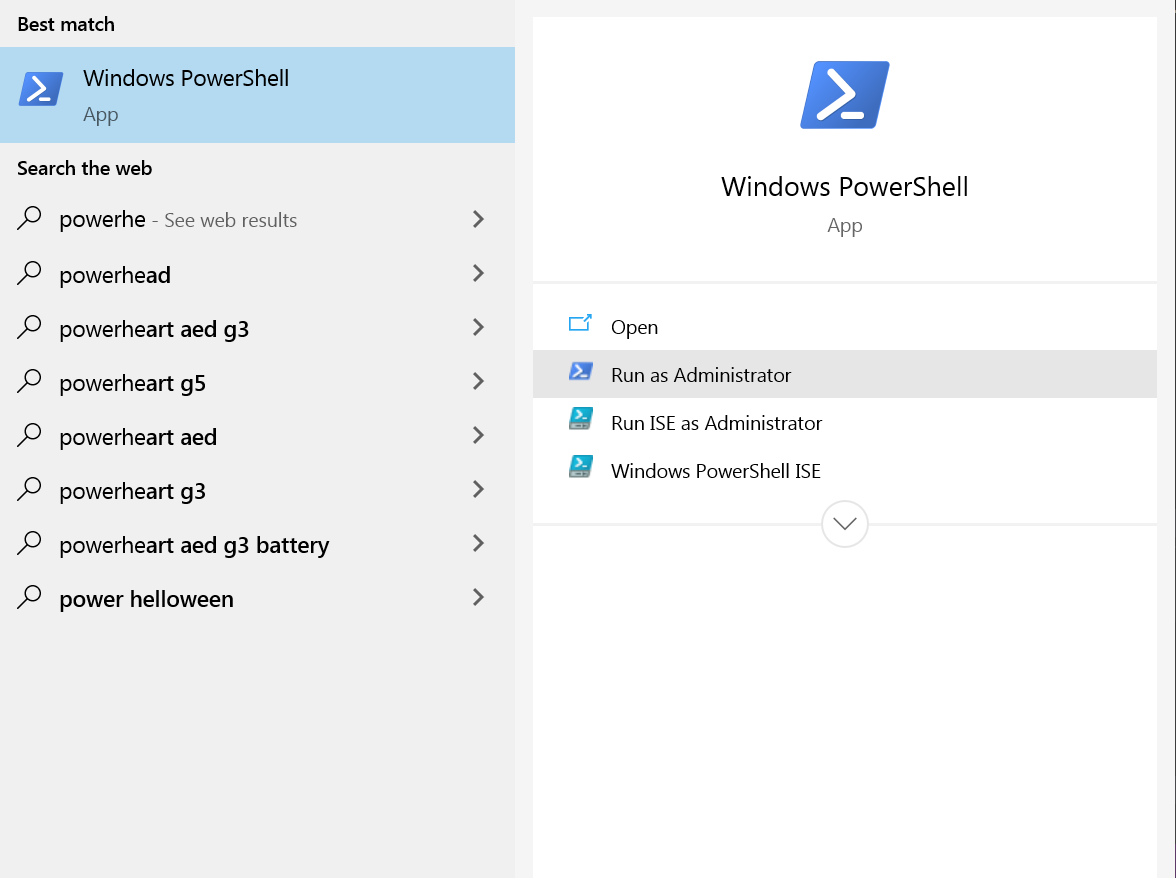 Best match
Windows PowerShell
App
Search the web
powerhe - See web results
powerhead
powerheart aed g3
powerheart g5
powerheart aed
powerheart g3
powerheart aed g3 battery
power helloween
Windows PowerShell
App
Open
Run as Administrator
Run ISE as Administrator
Windows PowerShell ISE